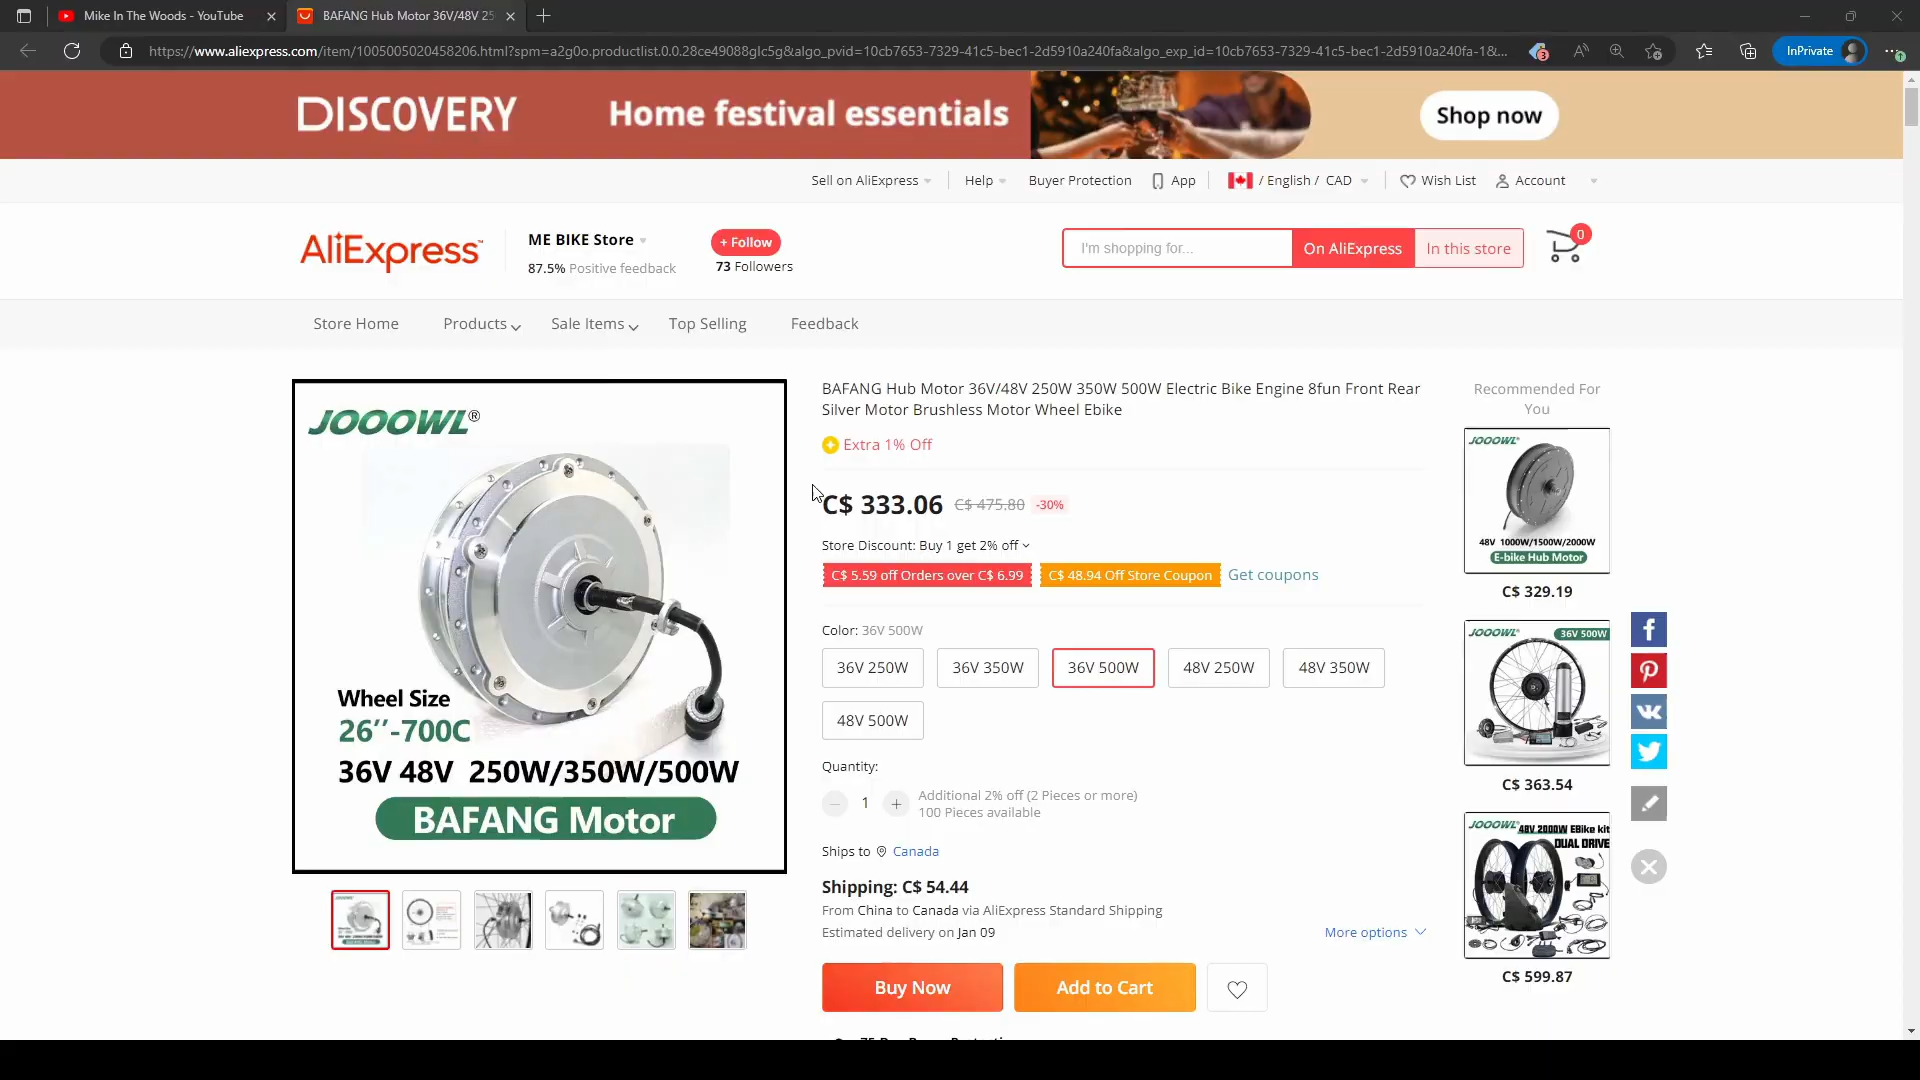 Mike In The Woods - YouTube
BAFANG Hub Motor 36V/48V 25
https://www.aliexpress.com/item/1005005020458206.html?spm=a2g0o.productlist.0.0.28ce49088glc5g&algo_pvid=10cb7653-7329-41c5-bec1-2d5910a240fa&algo_exp_id=10cb7653-7329-41c5-bec1-2d5910a240fa-1&...
3
InPrivate
DISCOVERY
Home festival essentials
Shop now
Sell on AliExpress
Help
Buyer Protection
App
/ English / CAD
Wish List
Account
AliExpress
ME BIKE Store
87.5% Positive feedback
+ Follow
73 Followers
I'm shopping for...
On AliExpress
In this store
0
Store Home
Products
Sale Items
Top Selling
Feedback
JOOOWL®
Wheel Size
26’’-700C
36V 48V 250W/350W/500W
BAFANG Motor
BAFANG Hub Motor 36V/48V 250W 350W 500W Electric Bike Engine 8fun Front Rear
Silver Motor Brushless Motor Wheel Ebike
Extra 1% Off
C$ 333.06 C$ 475.80 -30%
Store Discount: Buy 1 get 2% off
C$ 5.59 off Orders over C$ 6.99
C$ 48.94 Off Store Coupon
Get coupons
Color: 36V 500W
36V 250W
36V 350W
36V 500W
48V 250W
48V 350W
48V 500W
Quantity:
1
Additional 2% off (2 Pieces or more)
100 Pieces available
Ships to Canada
Shipping: C$ 54.44
From China to Canada via AliExpress Standard Shipping
Estimated delivery on Jan 09
More options
Buy Now
Add to Cart
Recommended For
You
JOOOWL®
48V 1000W/1500W/2000W
E-bike Hub Motor
C$ 329.19
JOOOWL®
36V 500W
C$ 363.54
JOOOWL®
48V 2000W EBike kit
DUAL DRIVE
C$ 599.87